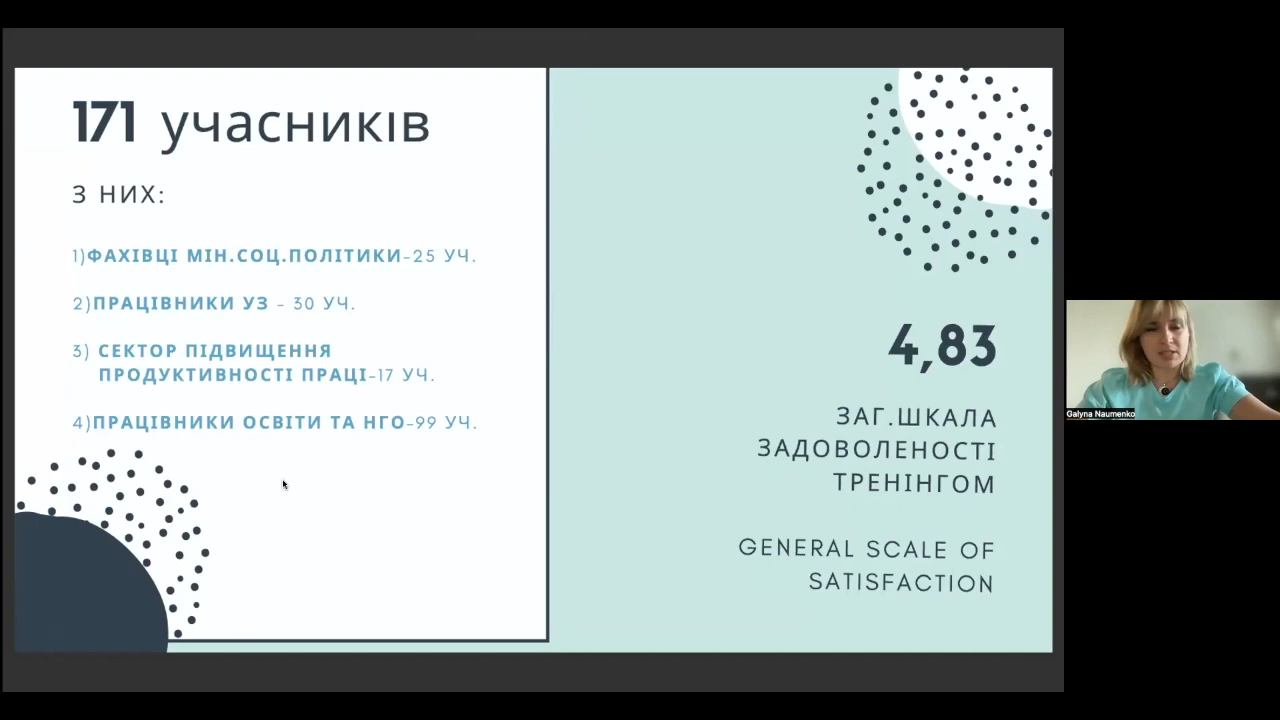 171 учасників
З НИХ:
1)ФАХІВЦІ МІН.СОЦ.ПОЛІТИКИ-25 УЧ.
2)ПРАЦІВНИКИ УЗ - 30 УЧ.
3) СЕКТОР ПІДВИЩЕННЯ
ПРОДУКТИВНОСТІ ПРАЦІ-17 УЧ.
4)ПРАЦІВНИКИ ОСВІТИ ТА НГО-99 УЧ.
4,83
ЗАГ.ШКАЛА
ЗАДОВОЛЕНОСТІ
ТРЕНІНГОМ
GENERAL SCALE OF
SATISFACTION
Galyna Naumenko